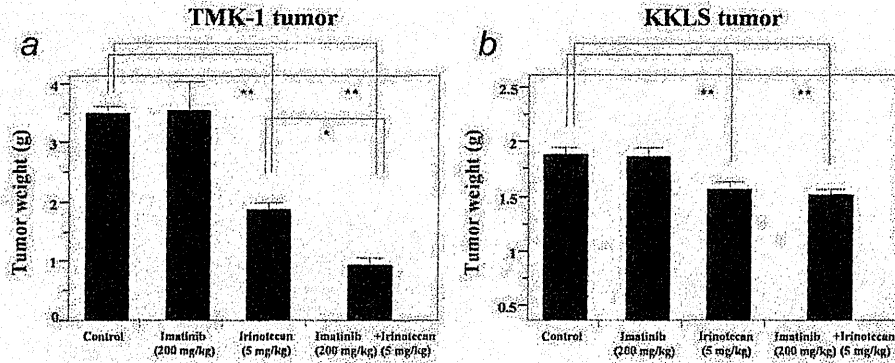 TMK-1 tumor
a
Tumor weight (g)
4
3
2
1
0
**
**
*
Control
Imatinib
(200 mg/kg)
Irinotecan
(5 mg/kg)
Imatinib +Irinotecan
(200 mg/kg) (5 mg/kg)
KKLS tumor
b
Tumor weight (g)
2.5
2
1.5
1
0.5
**
**
Control
Imatinib
(200 mg/kg)
Irinotecan
(5 mg/kg)
Imatinib +Irinotecan
(200 mg/kg) (5 mg/kg)